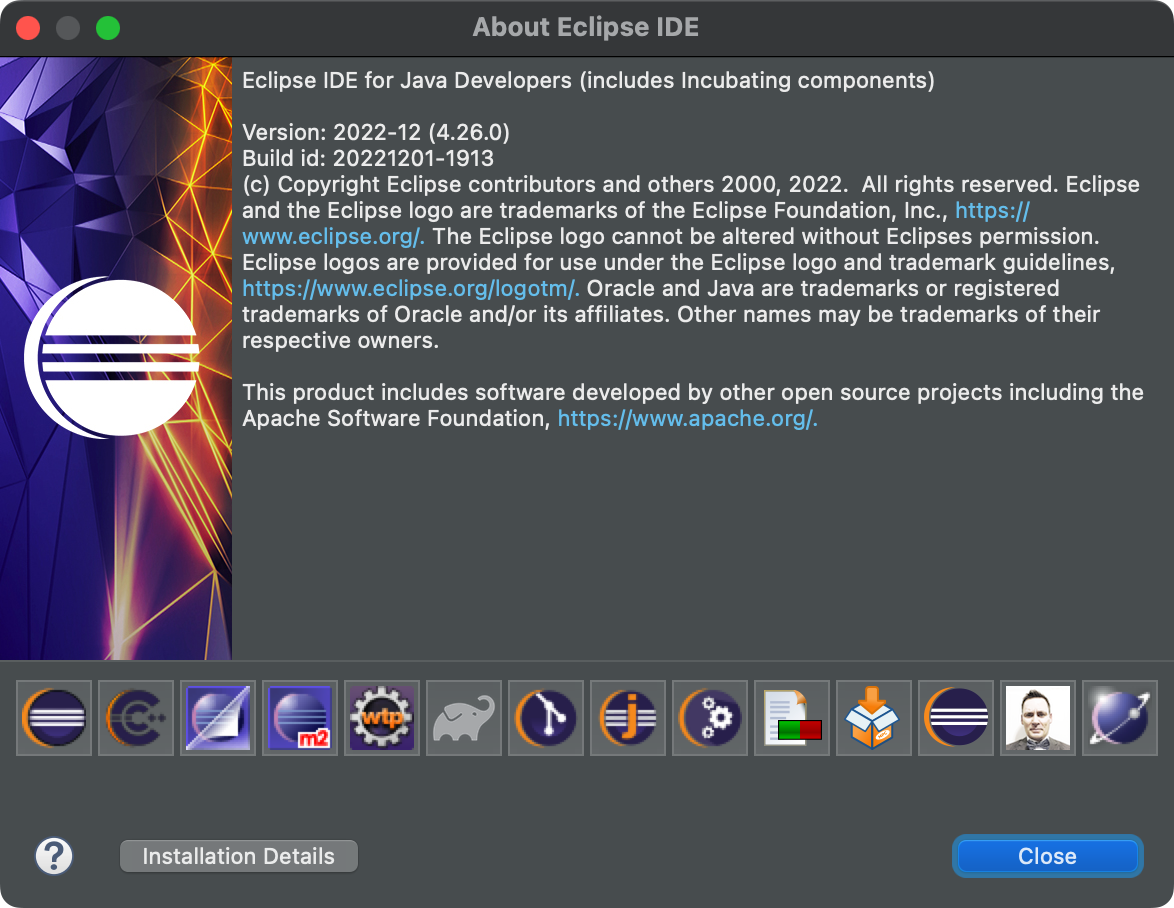 About Eclipse IDE
Eclipse IDE for Java Developers (includes Incubating components)
Version: 2022-12 (4.26.0)
Build id: 20221201-1913
(c) Copyright Eclipse contributors and others 2000, 2022.  All rights reserved. Eclipse
and the Eclipse logo are trademarks of the Eclipse Foundation, Inc., https://
www.eclipse.org/. The Eclipse logo cannot be altered without Eclipses permission.
Eclipse logos are provided for use under the Eclipse logo and trademark guidelines,
https://www.eclipse.org/logotm/. Oracle and Java are trademarks or registered
trademarks of Oracle and/or its affiliates. Other names may be trademarks of their
respective owners.
This product includes software developed by other open source projects including the
Apache Software Foundation, https://www.apache.org/.
C++
m2
wtp
j
?
Installation Details
Close